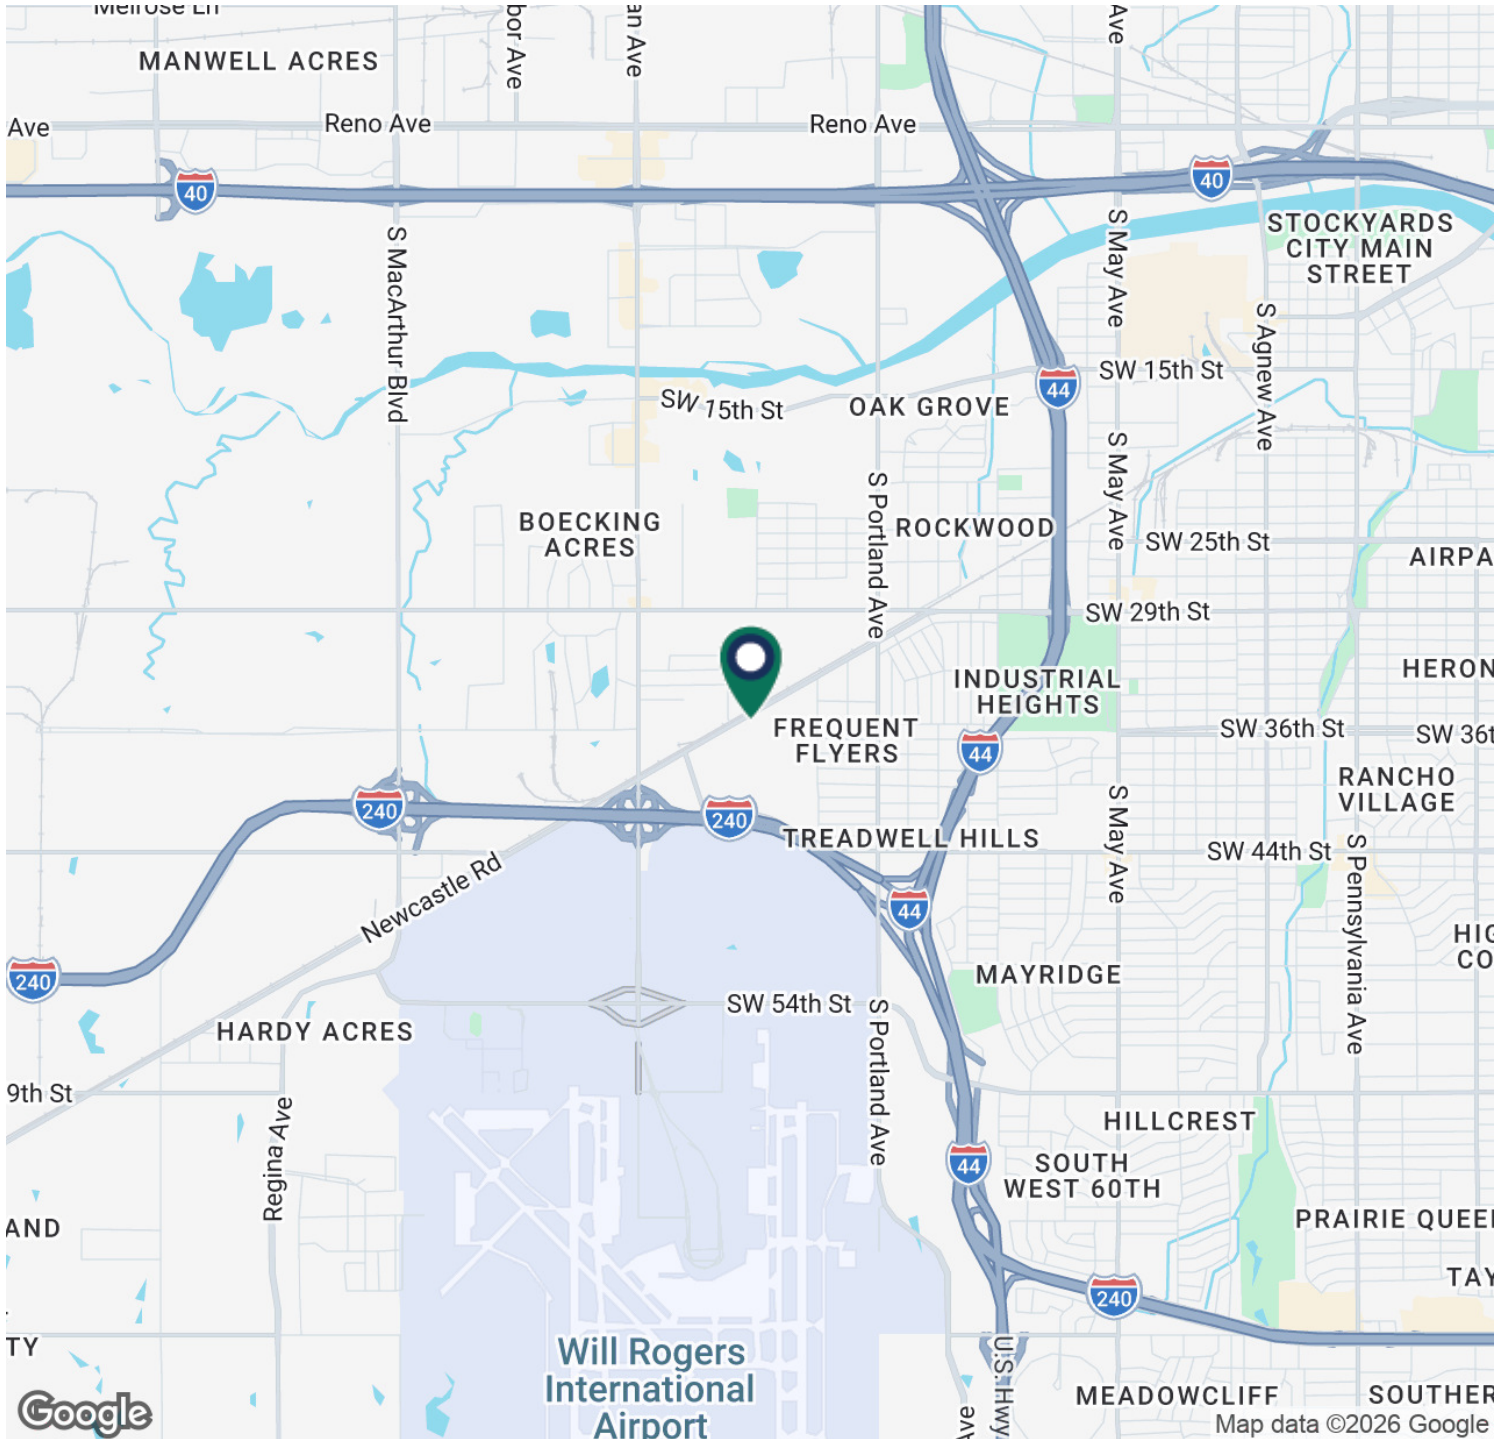 Melrose Ln
MANWELL ACRES
bor Ave
an Ave
Ave
Ave
Reno Ave
Reno Ave
40
40
S MacArthur Blvd
S May Ave
STOCKYARDS
CITY MAIN
STREET
S Agnew Ave
SW 15th St
44
SW 15th St
OAK GROVE
S May Ave
S Portland Ave
BOECKING
ACRES
ROCKWOOD
SW 25th St
AIRPA
SW 29th St
HERON
INDUSTRIAL
HEIGHTS
FREQUENT
FLYERS
44
SW 36th St
SW 36t
RANCHO
VILLAGE
240
240
S May Ave
TREADWELL HILLS
SW 44th St
S Pennsylvania Ave
Newcastle Rd
44
HIG
CO
240
MAYRIDGE
SW 54th St
S Portland Ave
HARDY ACRES
9th St
Regina Ave
HILLCREST
44
SOUTH
WEST 60TH
AND
PRAIRIE QUEE
TAY
240
TY
Will Rogers
International
Airport
U.S. Hwy
Ave
MEADOWCLIFF
SOUTHER
Google
Map data ©2026 Google